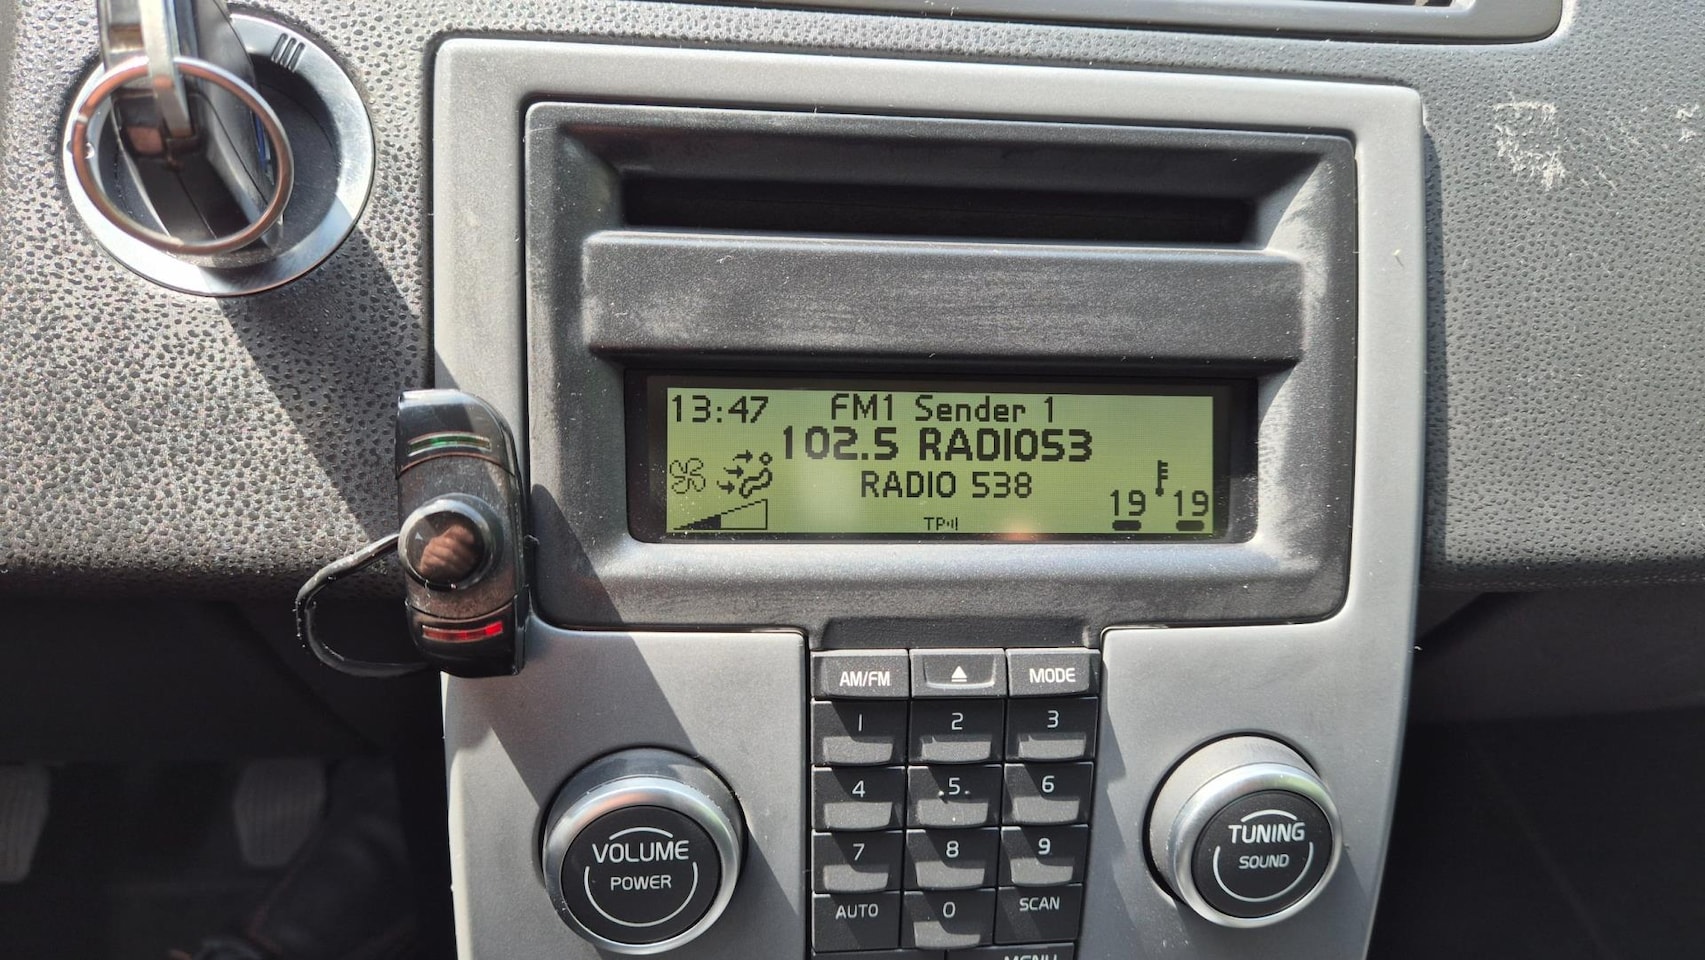 13:47 FM1 Sender 1
102.5 RADIO53
RADIO 538
19 19
TP
AM/FM MODE
1 2 3
4 .5. 6
7 8 9
AUTO 0 SCAN
MENU
VOLUME
POWER
TUNING
SOUND